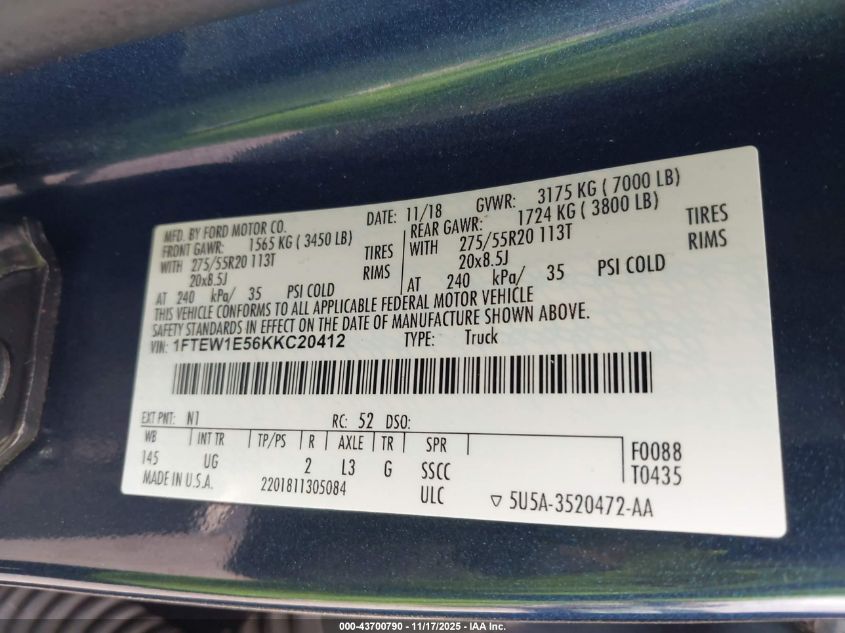 MFD. BY FORD MOTOR CO. DATE: 11/18 GVWR: 3175 KG ( 7000 LB)
FRONT GAWR: 1565 KG ( 3450 LB) REAR GAWR: 1724 KG ( 3800 LB)
WITH 275/55R20 113T TIRES WITH 275/55R20 113T TIRES
20x8.5J RIMS 20x8.5J RIMS
AT 240 kPa/ 35 PSI COLD AT 240 kPa/ 35 PSI COLD
THIS VEHICLE CONFORMS TO ALL APPLICABLE FEDERAL MOTOR VEHICLE
SAFETY STANDARDS IN EFFECT ON THE DATE OF MANUFACTURE SHOWN ABOVE.
VIN: 1FTEW1E56KKC20412 TYPE: Truck
EXT PNT: N1 RC: 52 DSO:
WB INT TR TP/PS R AXLE TR SPR F0088
145 UG 2 L3 G SSCC T0435
MADE IN U.S.A. 2201811305084 ULC ▽ 5U5A-3520472-AA
000-43700790 - 11/17/2025 - IAA Inc.